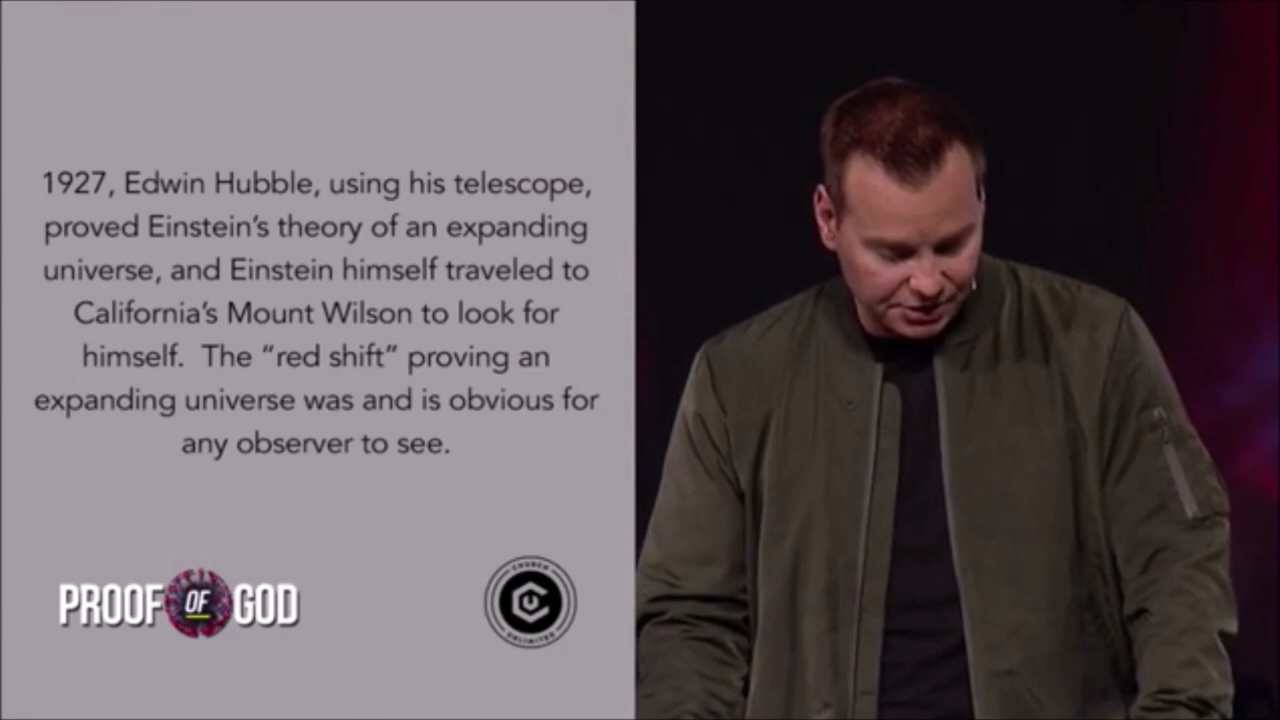 1927, Edwin Hubble, using his telescope,
proved Einstein’s theory of an expanding
universe, and Einstein himself traveled to
California’s Mount Wilson to look for
himself.  The “red shift” proving an
expanding universe was and is obvious for
any observer to see.
PROOF OF GOD
CHURCH
UNLIMITED